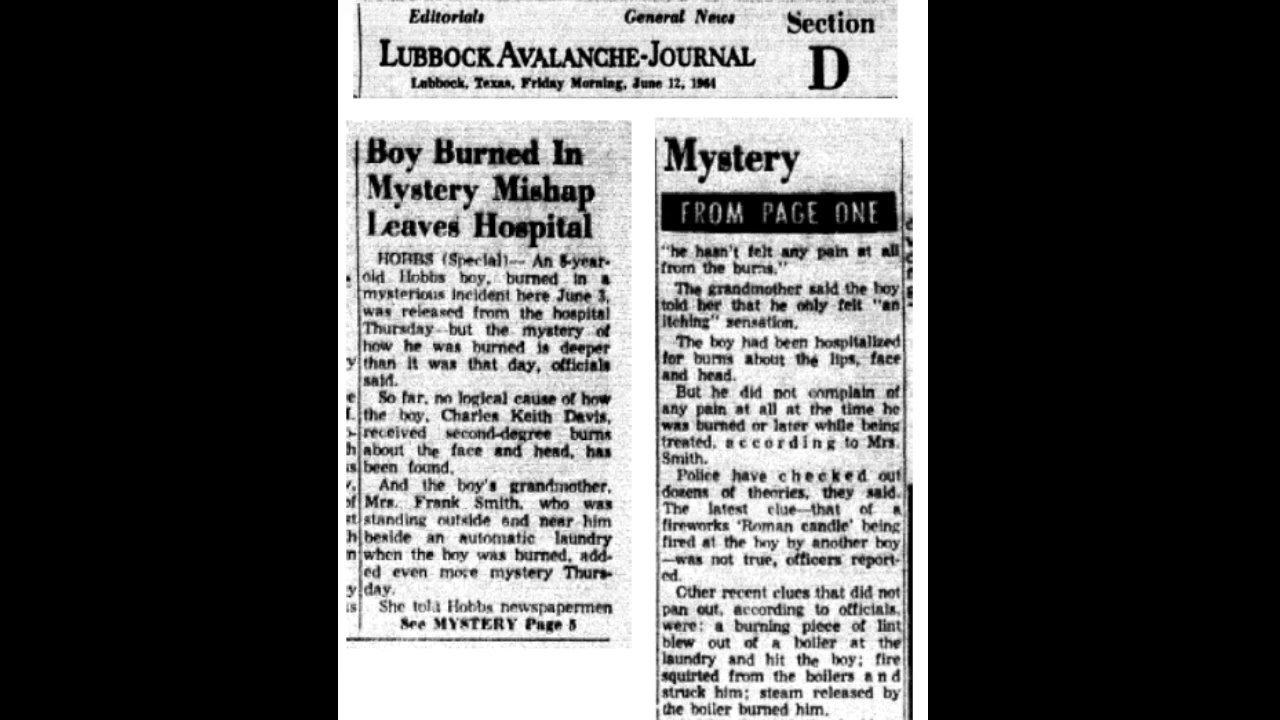 Editorials General News Section
LUBBOCK AVALANCHE-JOURNAL D
Lubbock, Texas, Friday Morning, June 12, 1964
Boy Burned In
Mystery Mishap
Leaves Hospital
HOBBS (Special)— An 8-year-
old Hobbs boy, burned in a
mysterious incident here June 3,
was released from the hospital
Thursday—but the mystery of
how he was burned is deeper
than it was that day, officials
said.
So far, no logical cause of how
the boy, Charles Keith Davis,
received second-degree burns
about the face and head, has
been found.
And the boy's grandmother,
Mrs. Frank Smith, who was
standing outside and near him
beside an automatic laundry
when the boy was burned, add-
ed even more mystery Thurs-
day.
She told Hobbs newspapermen
See MYSTERY Page 5
Mystery
FROM PAGE ONE
"he hasn't felt any pain at all
from the burns."
The grandmother said the boy
told her that he only felt "an
itching" sensation.
The boy had been hospitalized
for burns about the lips, face
and head.
But he did not complain of
any pain at all at the time he
was burned or later while being
treated, according to Mrs.
Smith.
Police have checked out
dozens of theories, they said.
The latest clue—that of a
fireworks 'Roman candle' being
fired at the boy by another boy
—was not true, officers report-
ed.
Other recent clues that did not
pan out, according to officials,
were: a burning piece of lint
blew out of a boiler at the
laundry and hit the boy; fire
squirted from the boilers and
struck him; steam released by
the boiler burned him.